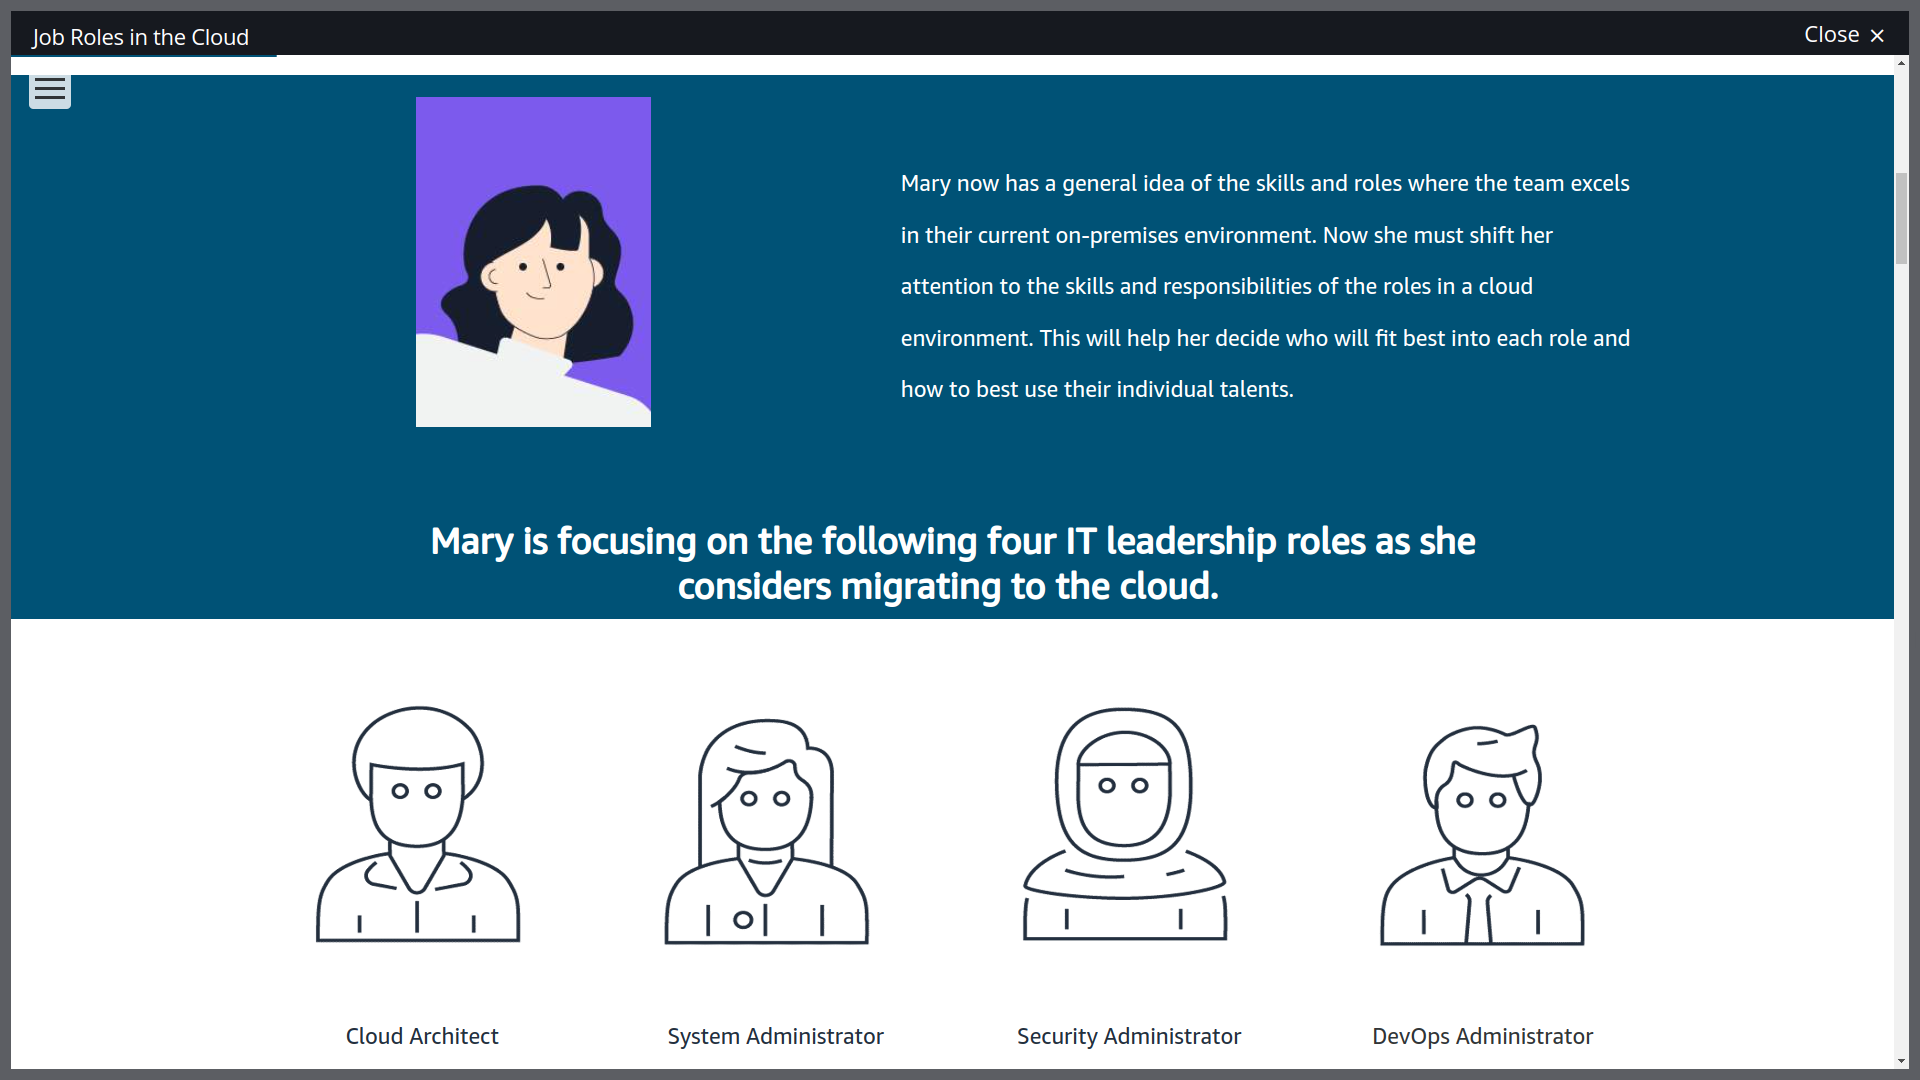 Job Roles in the Cloud
Close ×
Mary now has a general idea of the skills and roles where the team excels
in their current on-premises environment. Now she must shift her
attention to the skills and responsibilities of the roles in a cloud
environment. This will help her decide who will fit best into each role and
how to best use their individual talents.
Mary is focusing on the following four IT leadership roles as she
considers migrating to the cloud.
Cloud Architect
System Administrator
Security Administrator
DevOps Administrator